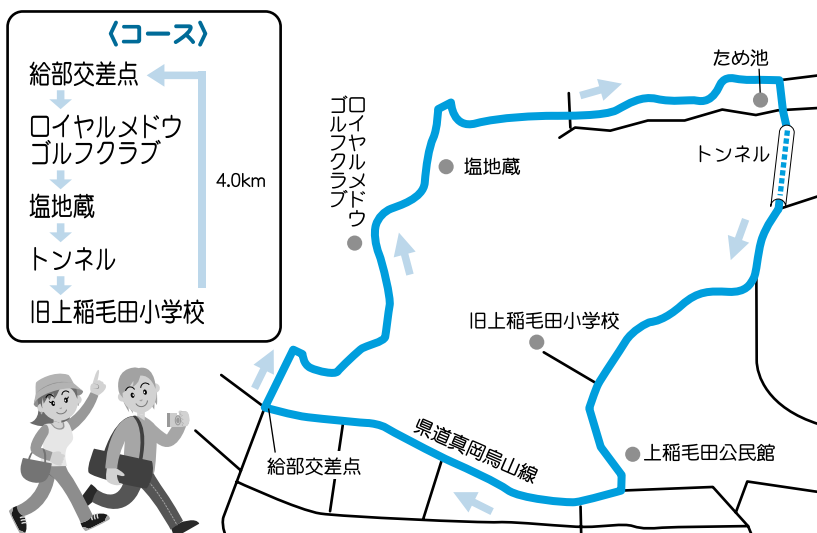 〈コース〉
給部交差点
ロイヤルメドウ
ゴルフクラブ
塩地蔵
トンネル
旧上稲毛田小学校
4.0km
ため池
ロイヤルメドウ
ゴルフクラブ
塩地蔵
トンネル
旧上稲毛田小学校
県道真岡烏山線
給部交差点
上稲毛田公民館